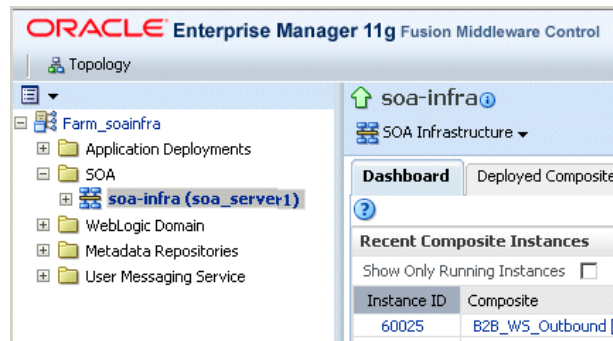 ORACLE Enterprise Manager 11g Fusion Middleware Control
Topology
Farm_soainfra
Application Deployments
SOA
soa-infra (soa_server1)
WebLogic Domain
Metadata Repositories
User Messaging Service
soa-infra
SOA Infrastructure
Dashboard Deployed Composite
Recent Composite Instances
Show Only Running Instances
Instance ID Composite
60025 B2B_WS_Outbound [